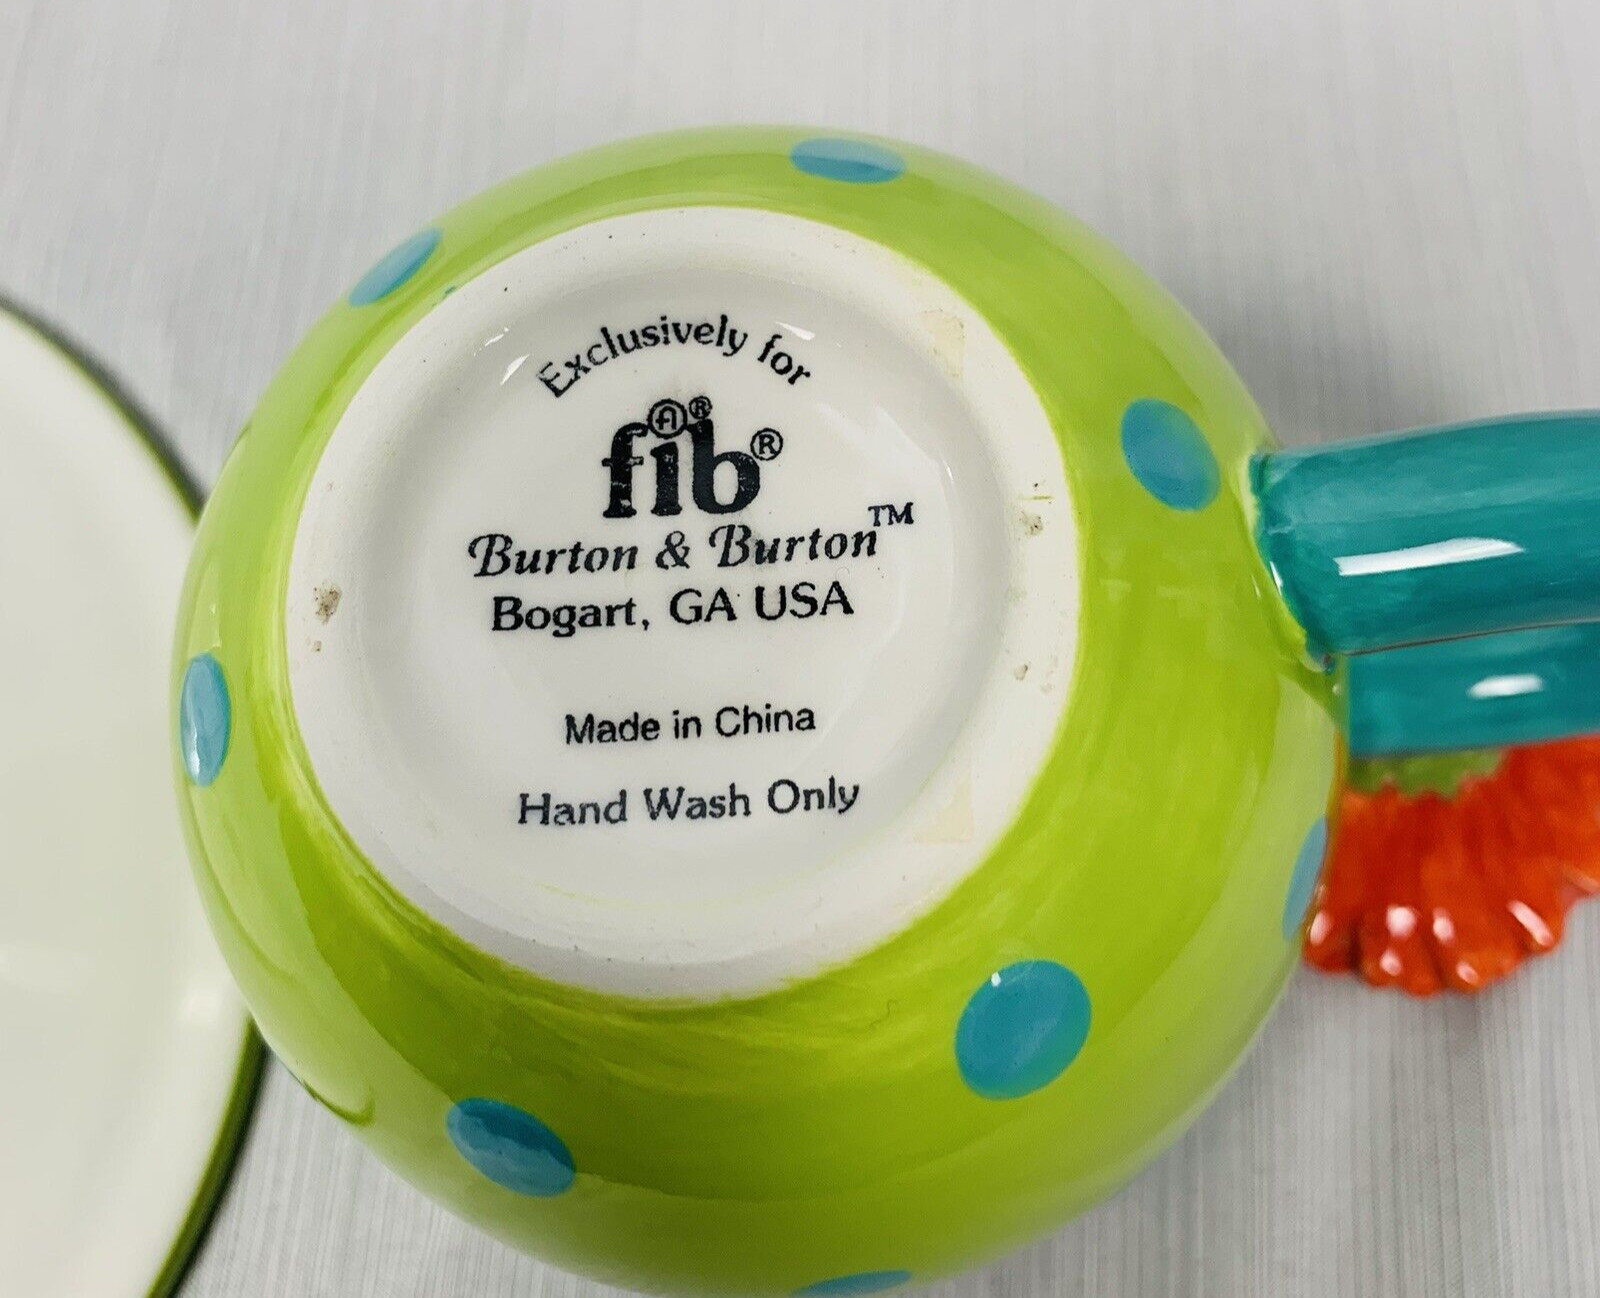 Exclusively for
fib®
Burton & Burton™
Bogart, GA USA
Made in China
Hand Wash Only